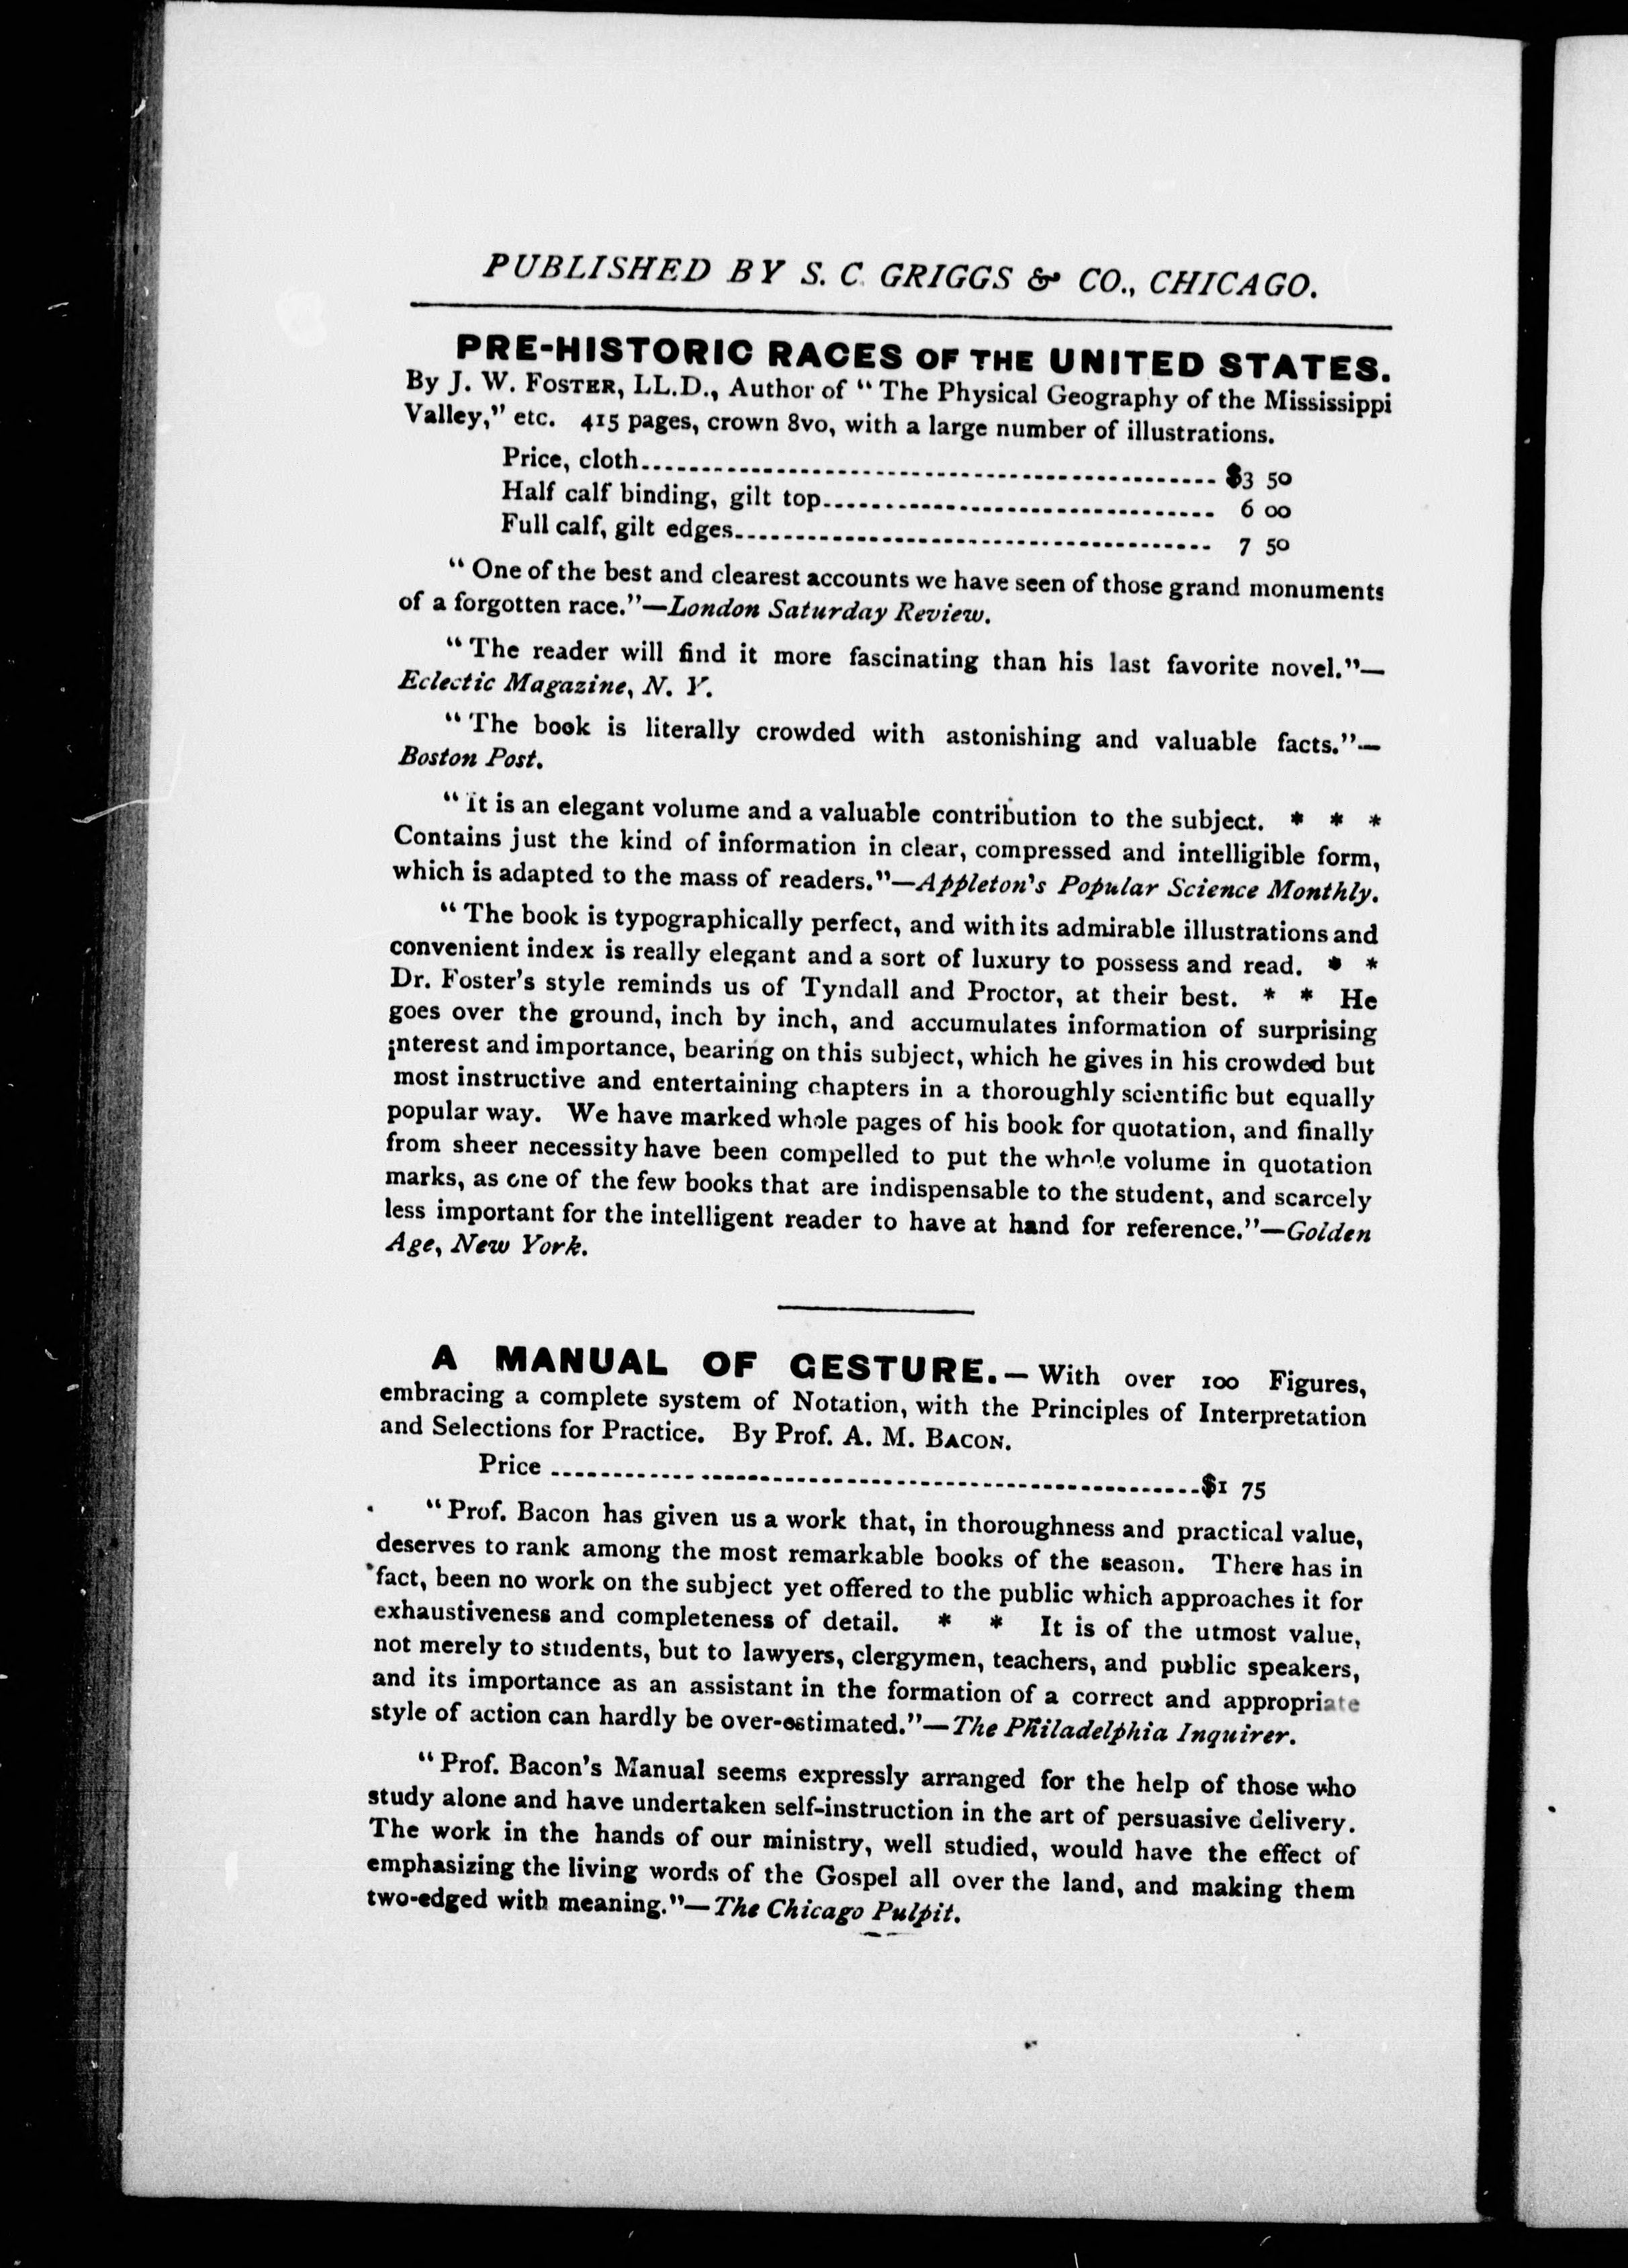 PUBLISHED BY S. C. GRIGGS & CO., CHICAGO.
PRE-HISTORIC RACES OF THE UNITED STATES.
By J. W. FOSTER, LL.D., Author of “The Physical Geography of the Mississippi
Valley,” etc. 415 pages, crown 8vo, with a large number of illustrations.
Price, cloth........................................................ $3 50
Half calf binding, gilt top........................................ 6 00
Full calf, gilt edges............................................... 7 50
“One of the best and clearest accounts we have seen of those grand monuments
of a forgotten race.”—London Saturday Review.
“The reader will find it more fascinating than his last favorite novel.”—
Eclectic Magazine, N. Y.
“The book is literally crowded with astonishing and valuable facts.”—
Boston Post.
“It is an elegant volume and a valuable contribution to the subject. * * *
Contains just the kind of information in clear, compressed and intelligible form,
which is adapted to the mass of readers.”—Appleton's Popular Science Monthly.
“The book is typographically perfect, and with its admirable illustrations and
convenient index is really elegant and a sort of luxury to possess and read. * *
Dr. Foster's style reminds us of Tyndall and Proctor, at their best. * * He
goes over the ground, inch by inch, and accumulates information of surprising
interest and importance, bearing on this subject, which he gives in his crowded but
most instructive and entertaining chapters in a thoroughly scientific but equally
popular way. We have marked whole pages of his book for quotation, and finally
from sheer necessity have been compelled to put the whole volume in quotation
marks, as one of the few books that are indispensable to the student, and scarcely
less important for the intelligent reader to have at hand for reference.”—Golden
Age, New York.
A MANUAL OF GESTURE.—With over 100 Figures,
embracing a complete system of Notation, with the Principles of Interpretation
and Selections for Practice. By Prof. A. M. BACON.
Price ................................................................$1 75
“Prof. Bacon has given us a work that, in thoroughness and practical value,
deserves to rank among the most remarkable books of the season. There has in
fact, been no work on the subject yet offered to the public which approaches it for
exhaustiveness and completeness of detail. * * It is of the utmost value,
not merely to students, but to lawyers, clergymen, teachers, and public speakers,
and its importance as an assistant in the formation of a correct and appropriate
style of action can hardly be over-estimated.”—The Philadelphia Inquirer.
“Prof. Bacon's Manual seems expressly arranged for the help of those who
study alone and have undertaken self-instruction in the art of persuasive delivery.
The work in the hands of our ministry, well studied, would have the effect of
emphasizing the living words of the Gospel all over the land, and making them
two-edged with meaning.”—The Chicago Pulpit.